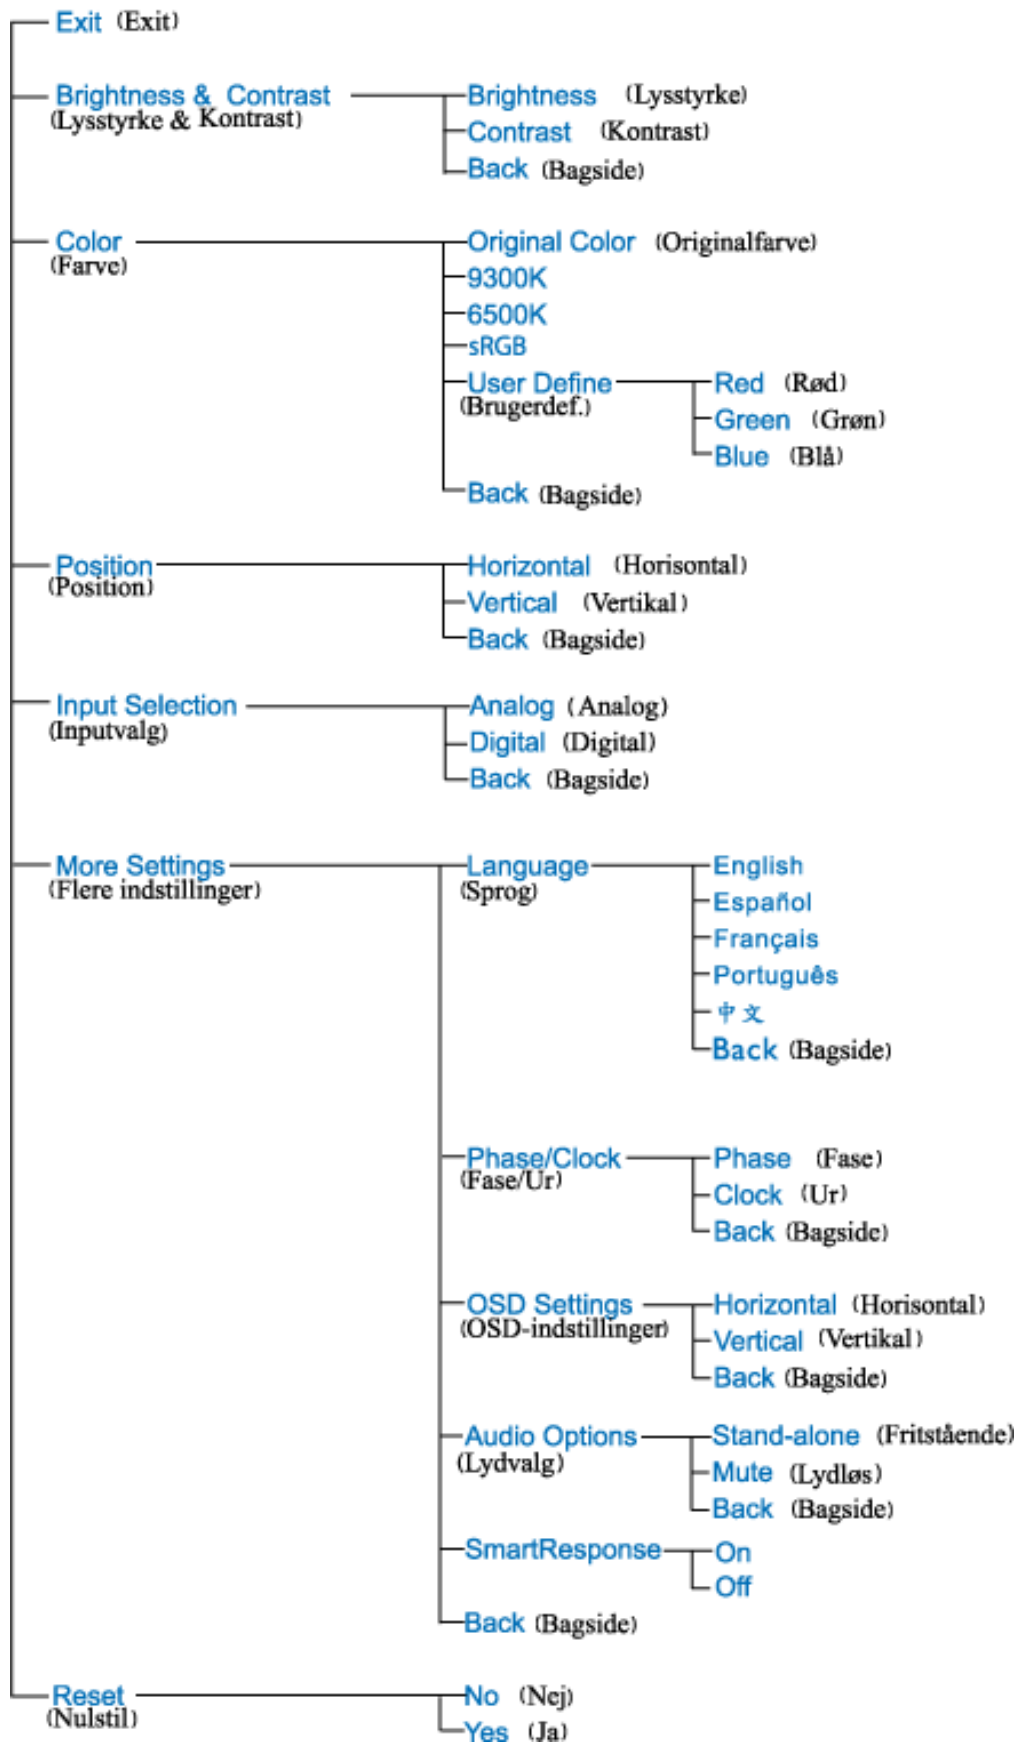 Exit (Exit)
Brightness & Contrast
(Lysstyrke & Kontrast)
Brightness (Lysstyrke)
Contrast (Kontrast)
Back (Bagside)
Color
(Farve)
Original Color (Originalfarve)
9300K
6500K
sRGB
User Define
(Brugerdef.)
Red (Rød)
Green (Grøn)
Blue (Blå)
Back (Bagside)
Position
(Position)
Horizontal (Horisontal)
Vertical (Vertikal)
Back (Bagside)
Input Selection
(Inputvalg)
Analog (Analog)
Digital (Digital)
Back (Bagside)
More Settings
(Flere indstillinger)
Language
(Sprog)
English
Español
Français
Português
中文
Back (Bagside)
Phase/Clock
(Fase/Ur)
Phase (Fase)
Clock (Ur)
Back (Bagside)
OSD Settings
(OSD-indstillinger)
Horizontal (Horisontal)
Vertical (Vertikal)
Back (Bagside)
Audio Options
(Lydvalg)
Stand-alone (Fritstående)
Mute (Lydløs)
Back (Bagside)
SmartResponse
On
Off
Back (Bagside)
Reset
(Nulstil)
No (Nej)
Yes (Ja)